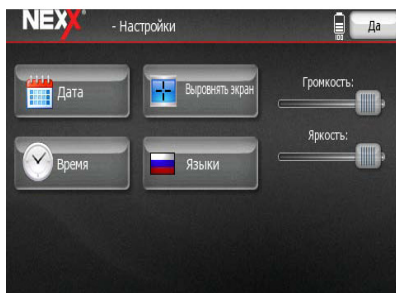 NEXX®
- Настройки
Да
Дата
Выровнять экран
Громкость:
Яркость:
Время
Языки